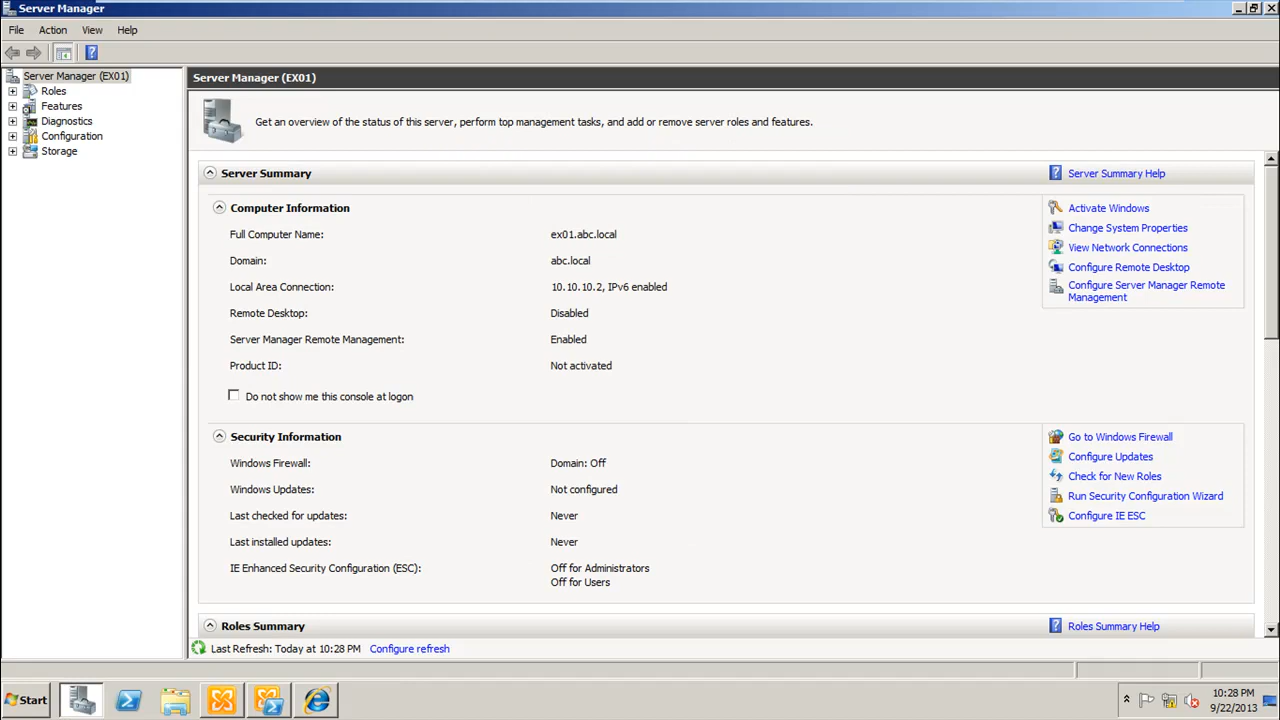 Server Manager
File Action View Help
Server Manager (EX01)
Roles
Features
Diagnostics
Configuration
Storage
Server Manager (EX01)
Get an overview of the status of this server, perform top management tasks, and add or remove server roles and features.
Server Summary
Server Summary Help
Computer Information
Full Computer Name: ex01.abc.local
Domain: abc.local
Local Area Connection: 10.10.10.2, IPv6 enabled
Remote Desktop: Disabled
Server Manager Remote Management: Enabled
Product ID: Not activated
Do not show me this console at logon
Activate Windows
Change System Properties
View Network Connections
Configure Remote Desktop
Configure Server Manager Remote
Management
Security Information
Windows Firewall: Domain: Off
Windows Updates: Not configured
Last checked for updates: Never
Last installed updates: Never
IE Enhanced Security Configuration (ESC): Off for Administrators
Off for Users
Go to Windows Firewall
Configure Updates
Check for New Roles
Run Security Configuration Wizard
Configure IE ESC
Roles Summary
Roles Summary Help
Last Refresh: Today at 10:28 PM Configure refresh
Start
10:28 PM
9/22/2013